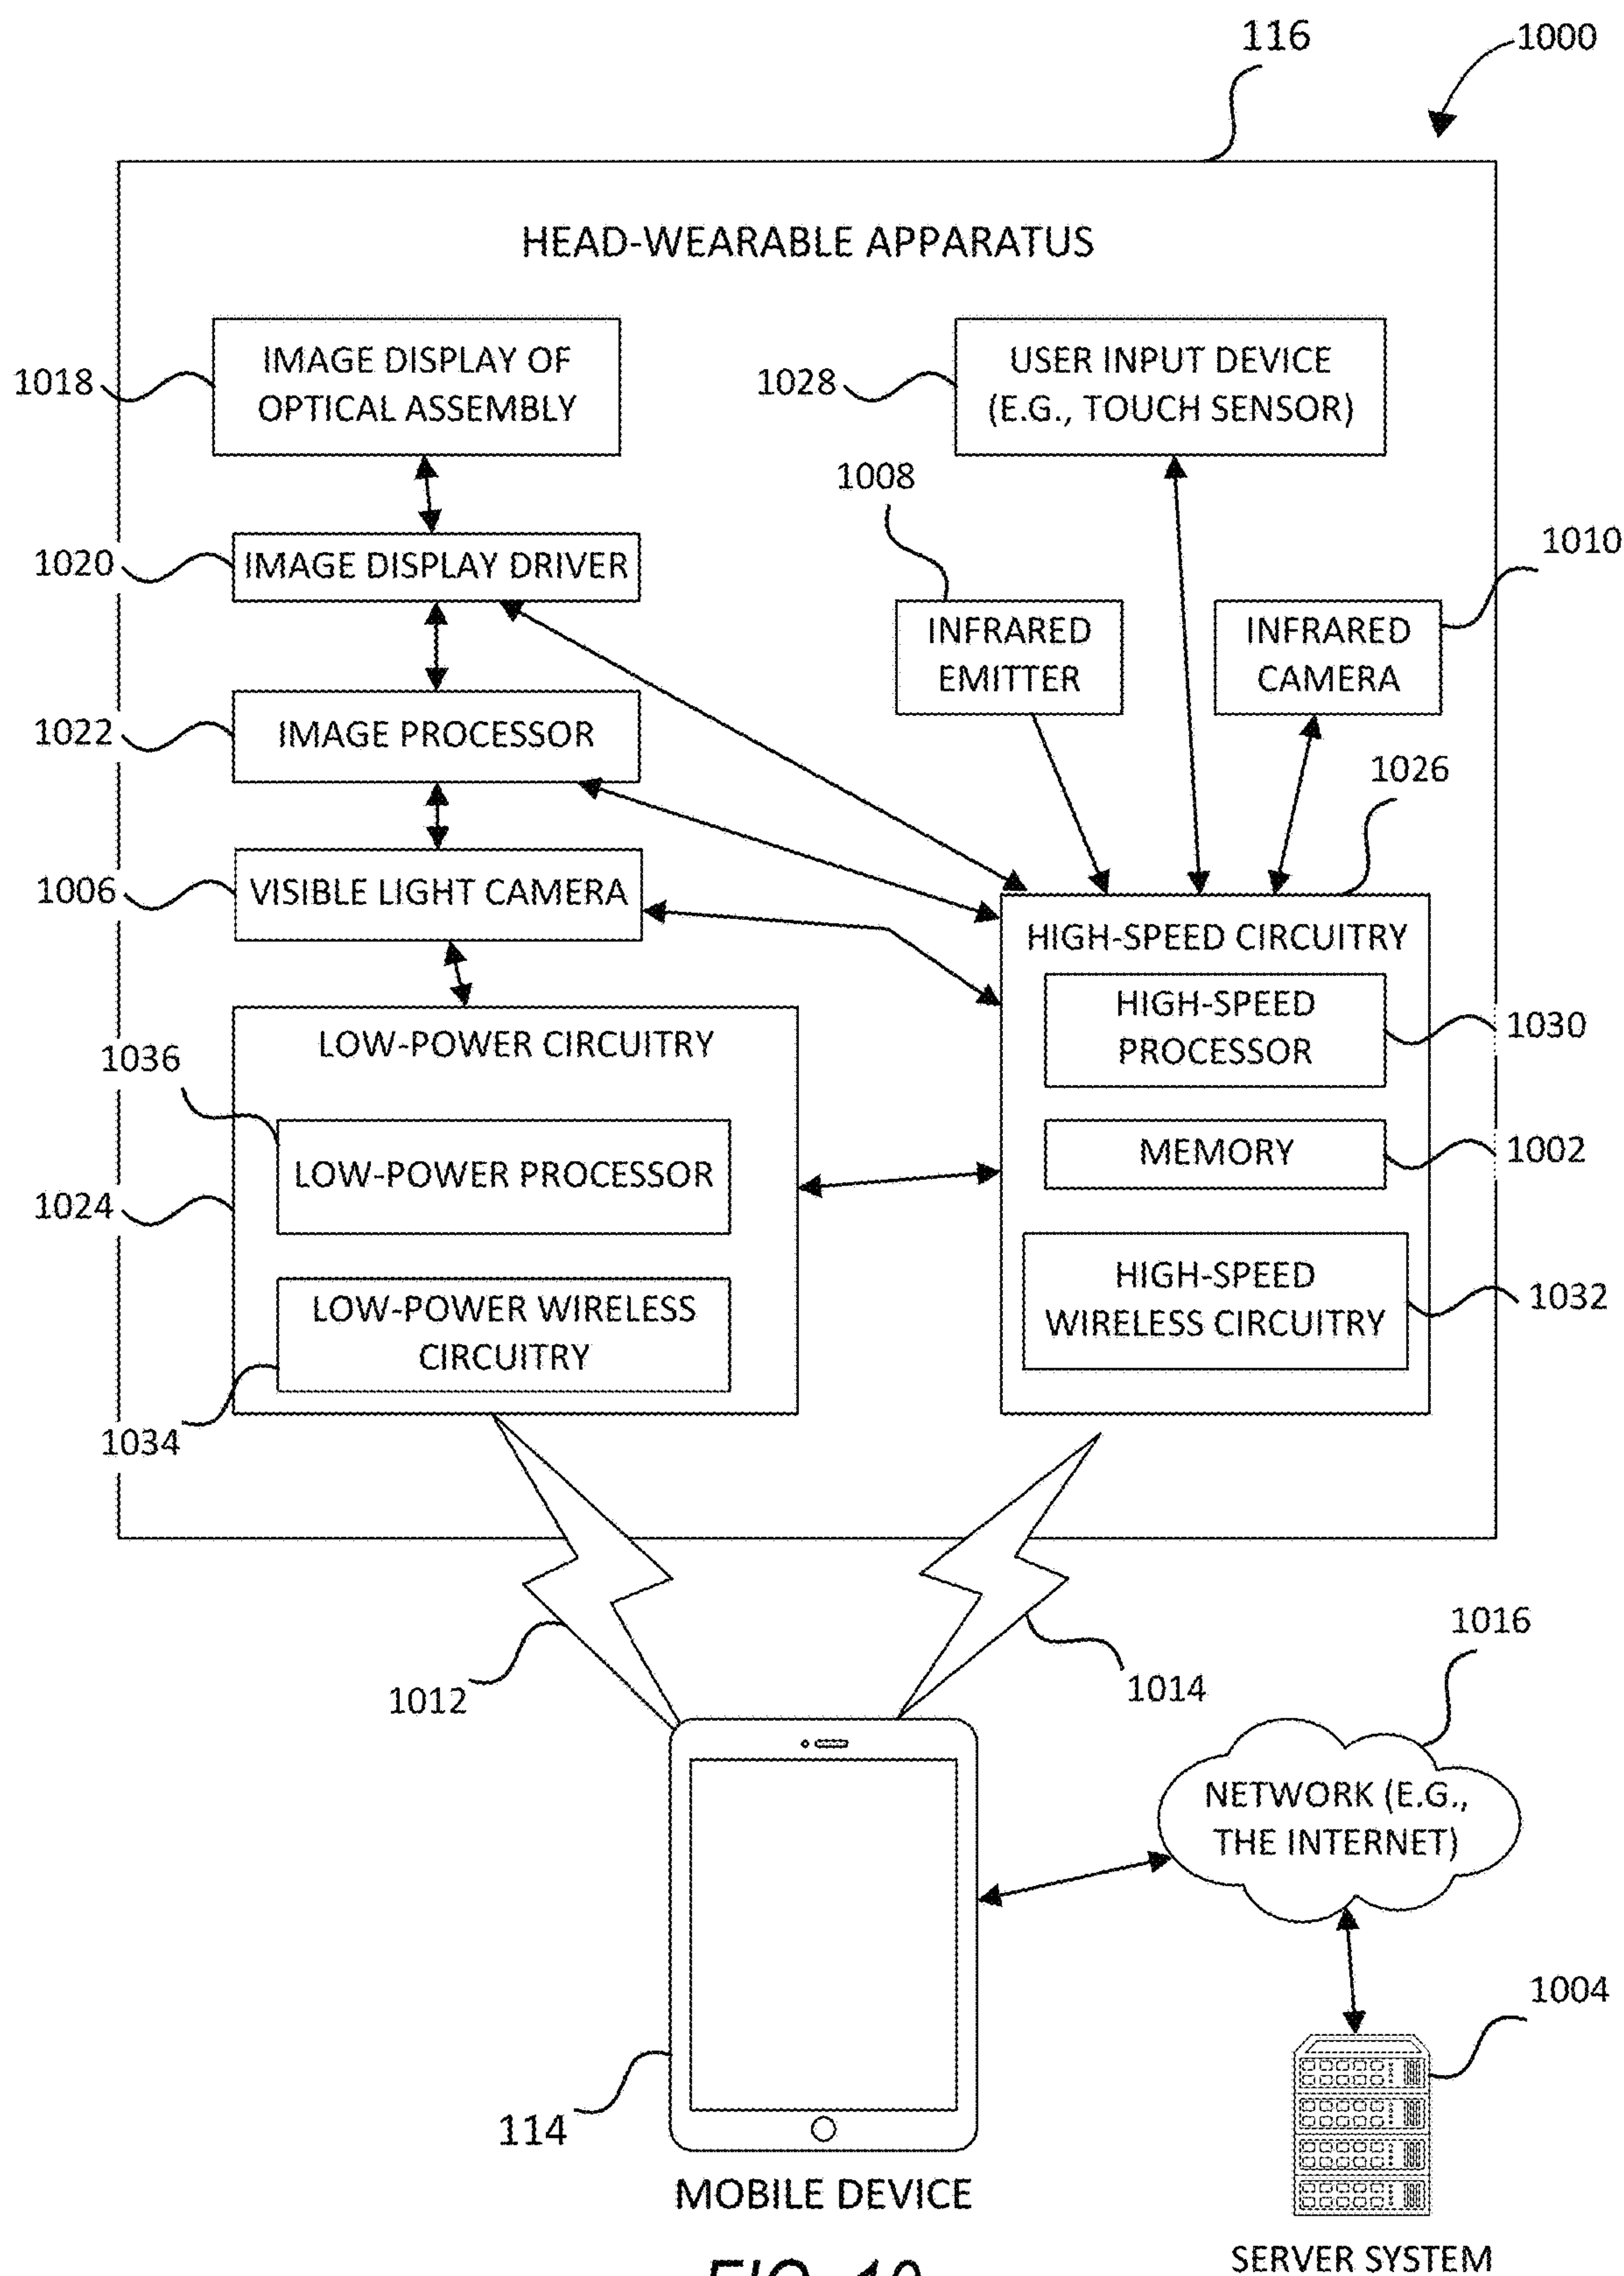 116
1000
HEAD-WEARABLE APPARATUS
1018
IMAGE DISPLAY OF
OPTICAL ASSEMBLY
1028
USER INPUT DEVICE
(E.G., TOUCH SENSOR)
1008
1020
IMAGE DISPLAY DRIVER
1010
INFRARED
EMITTER
INFRARED
CAMERA
1022
IMAGE PROCESSOR
1026
1006
VISIBLE LIGHT CAMERA
HIGH-SPEED CIRCUITRY
HIGH-SPEED
PROCESSOR
1030
LOW-POWER CIRCUITRY
1036
LOW-POWER PROCESSOR
MEMORY
1002
1024
LOW-POWER WIRELESS
CIRCUITRY
HIGH-SPEED
WIRELESS CIRCUITRY
1032
1034
1012
1014
1016
NETWORK (E.G.,
THE INTERNET)
1004
114
MOBILE DEVICE
SERVER SYSTEM
FIG. 10